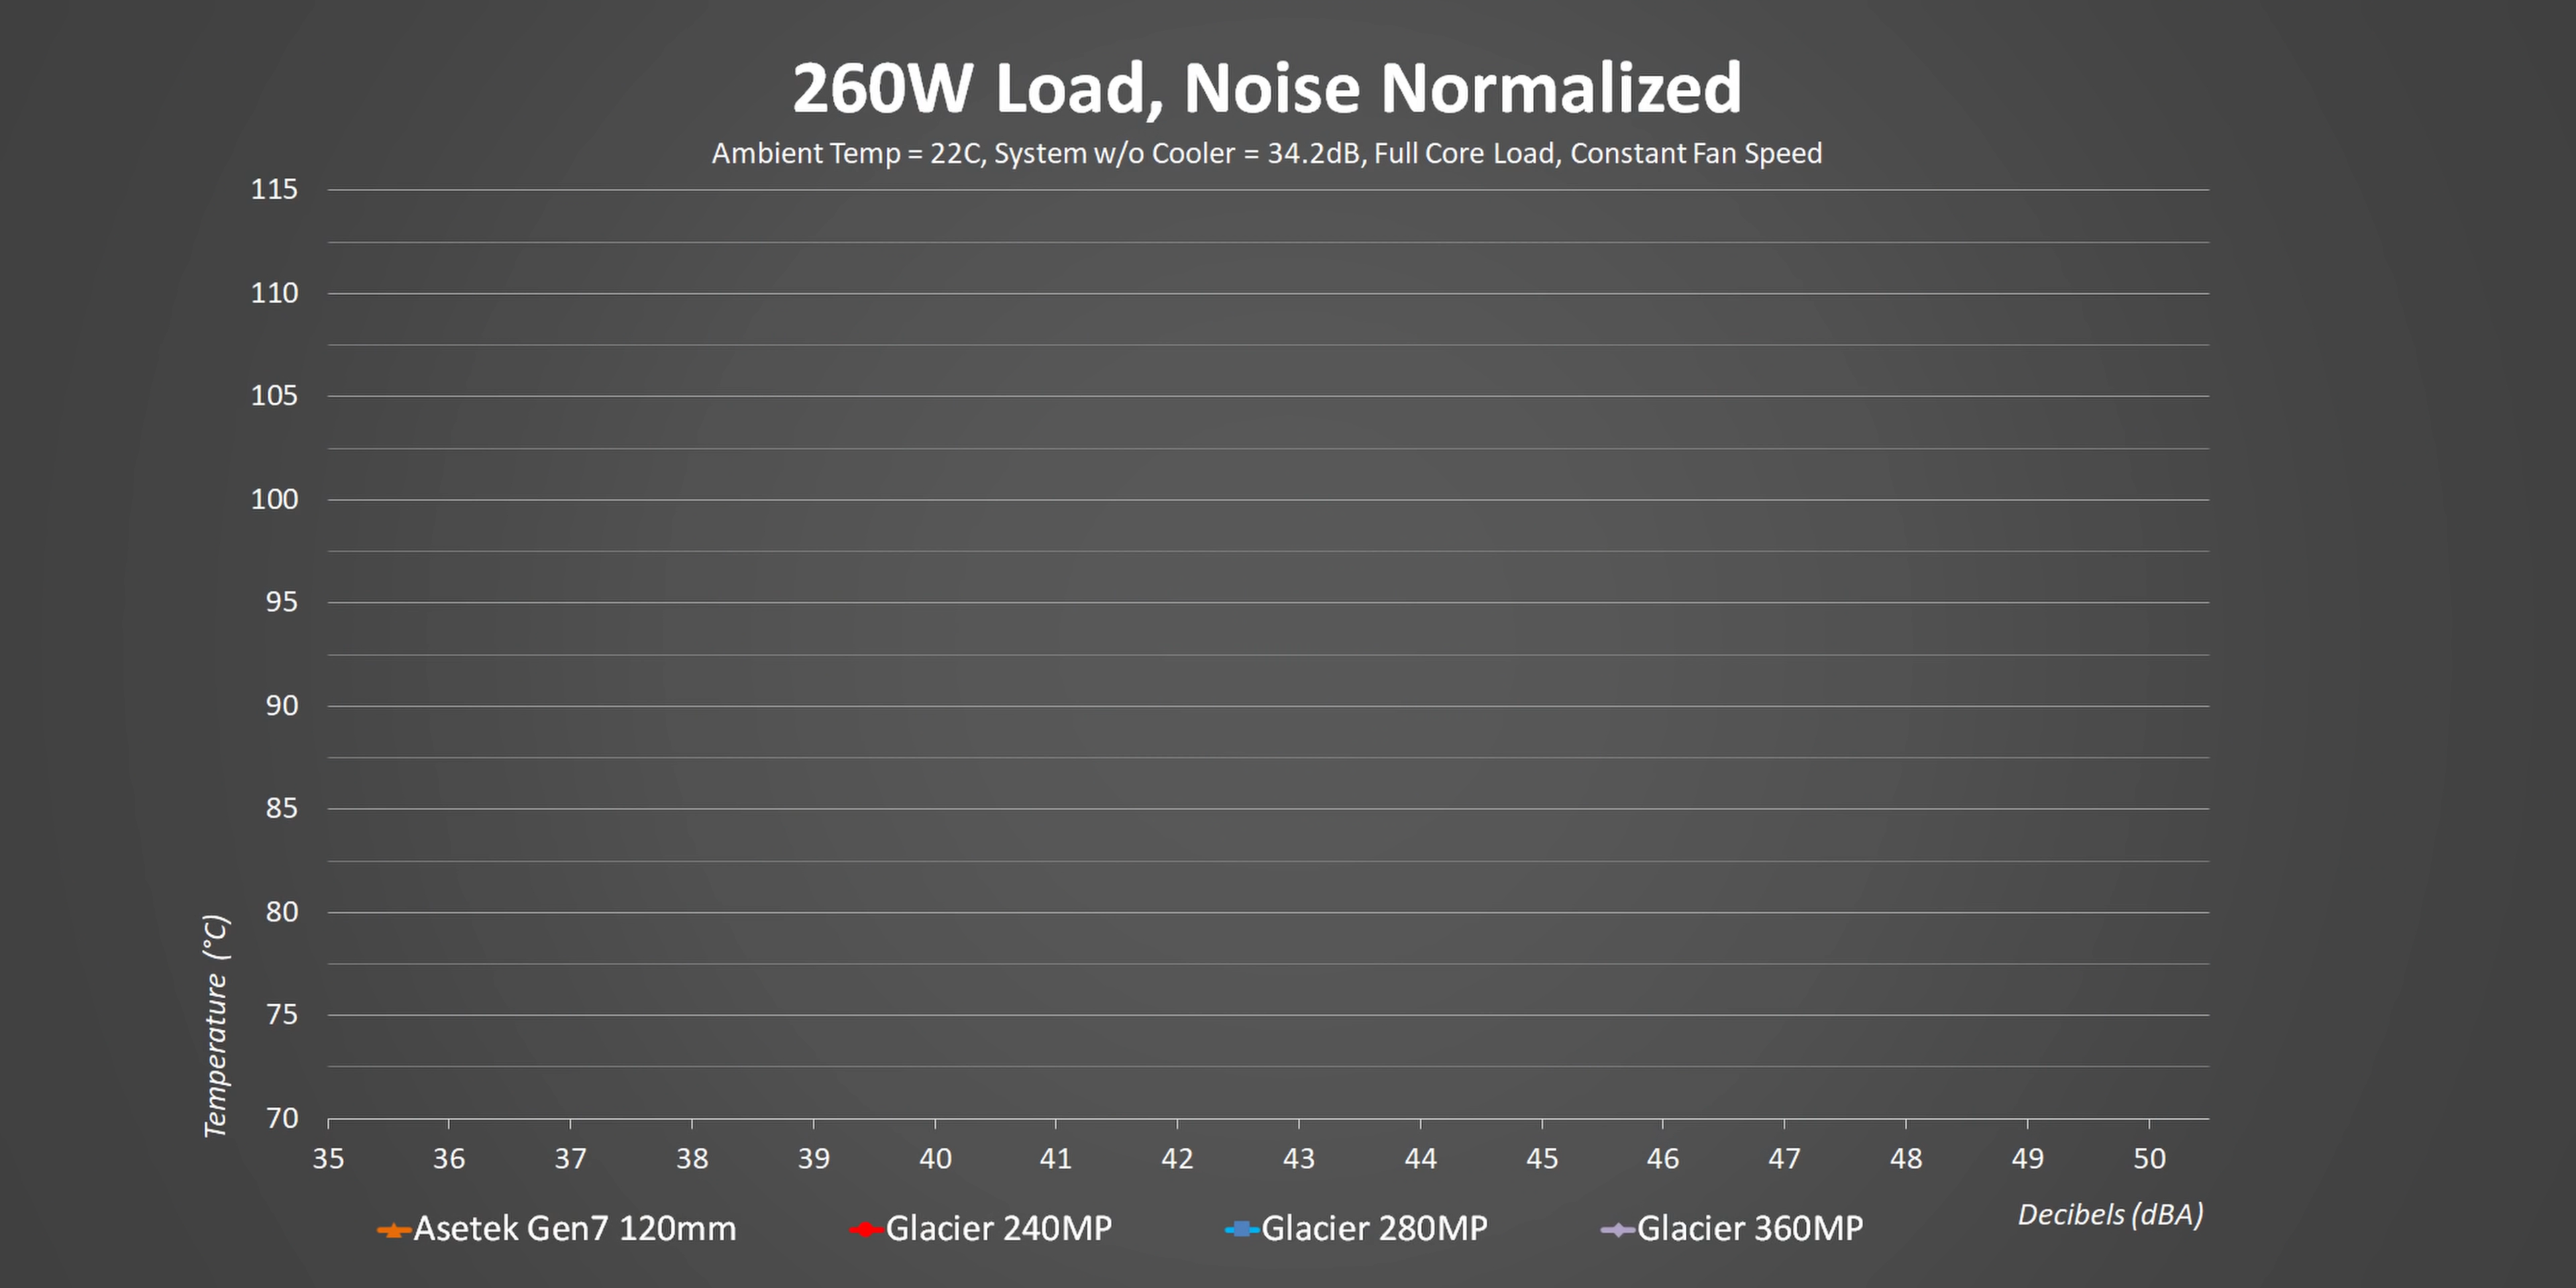 260W Load, Noise Normalized
Ambient Temp = 22C, System w/o Cooler = 34.2dB, Full Core Load, Constant Fan Speed
115
110
105
100
95
90
85
80
75
70
Temperature (°C)
35 36 37 38 39 40 41 42 43 44 45 46 47 48 49 50
Decibels (dBA)
Asetek Gen7 120mm Glacier 240MP Glacier 280MP Glacier 360MP